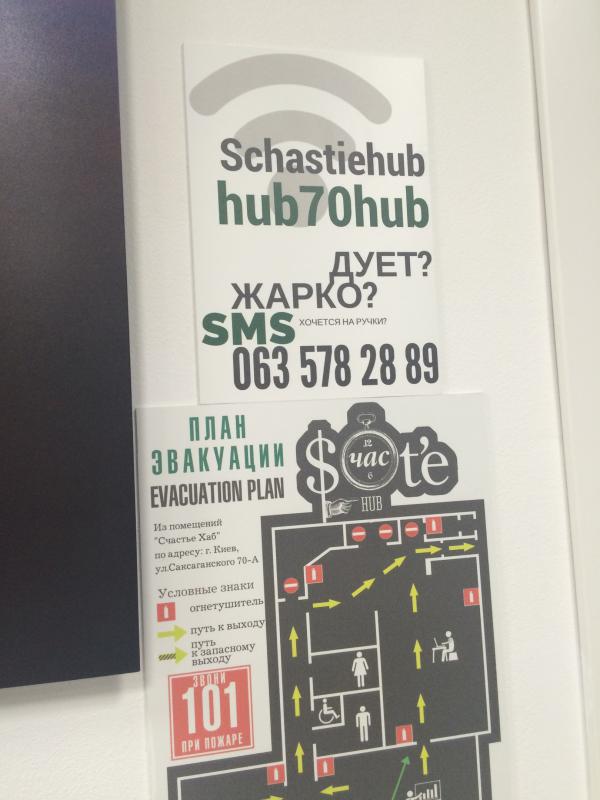 Schastiehub
hub70hub
ДУЕТ?
ЖАРКО?
SMS ХОЧЕТСЯ НА РУЧКИ?
063 578 28 89
ПЛАН
ЭВАКУАЦИИ
EVACUATION PLAN
$ час t'e
12
6
HUB
Из помещений
"Счастье Хаб"
по адресу: г. Киев,
ул.Саксаганского 70-А
Условные знаки
огнетушитель
путь к выходу
путь
к запасному
выходу
ЗВОНИ
101
ПРИ ПОЖАРЕ